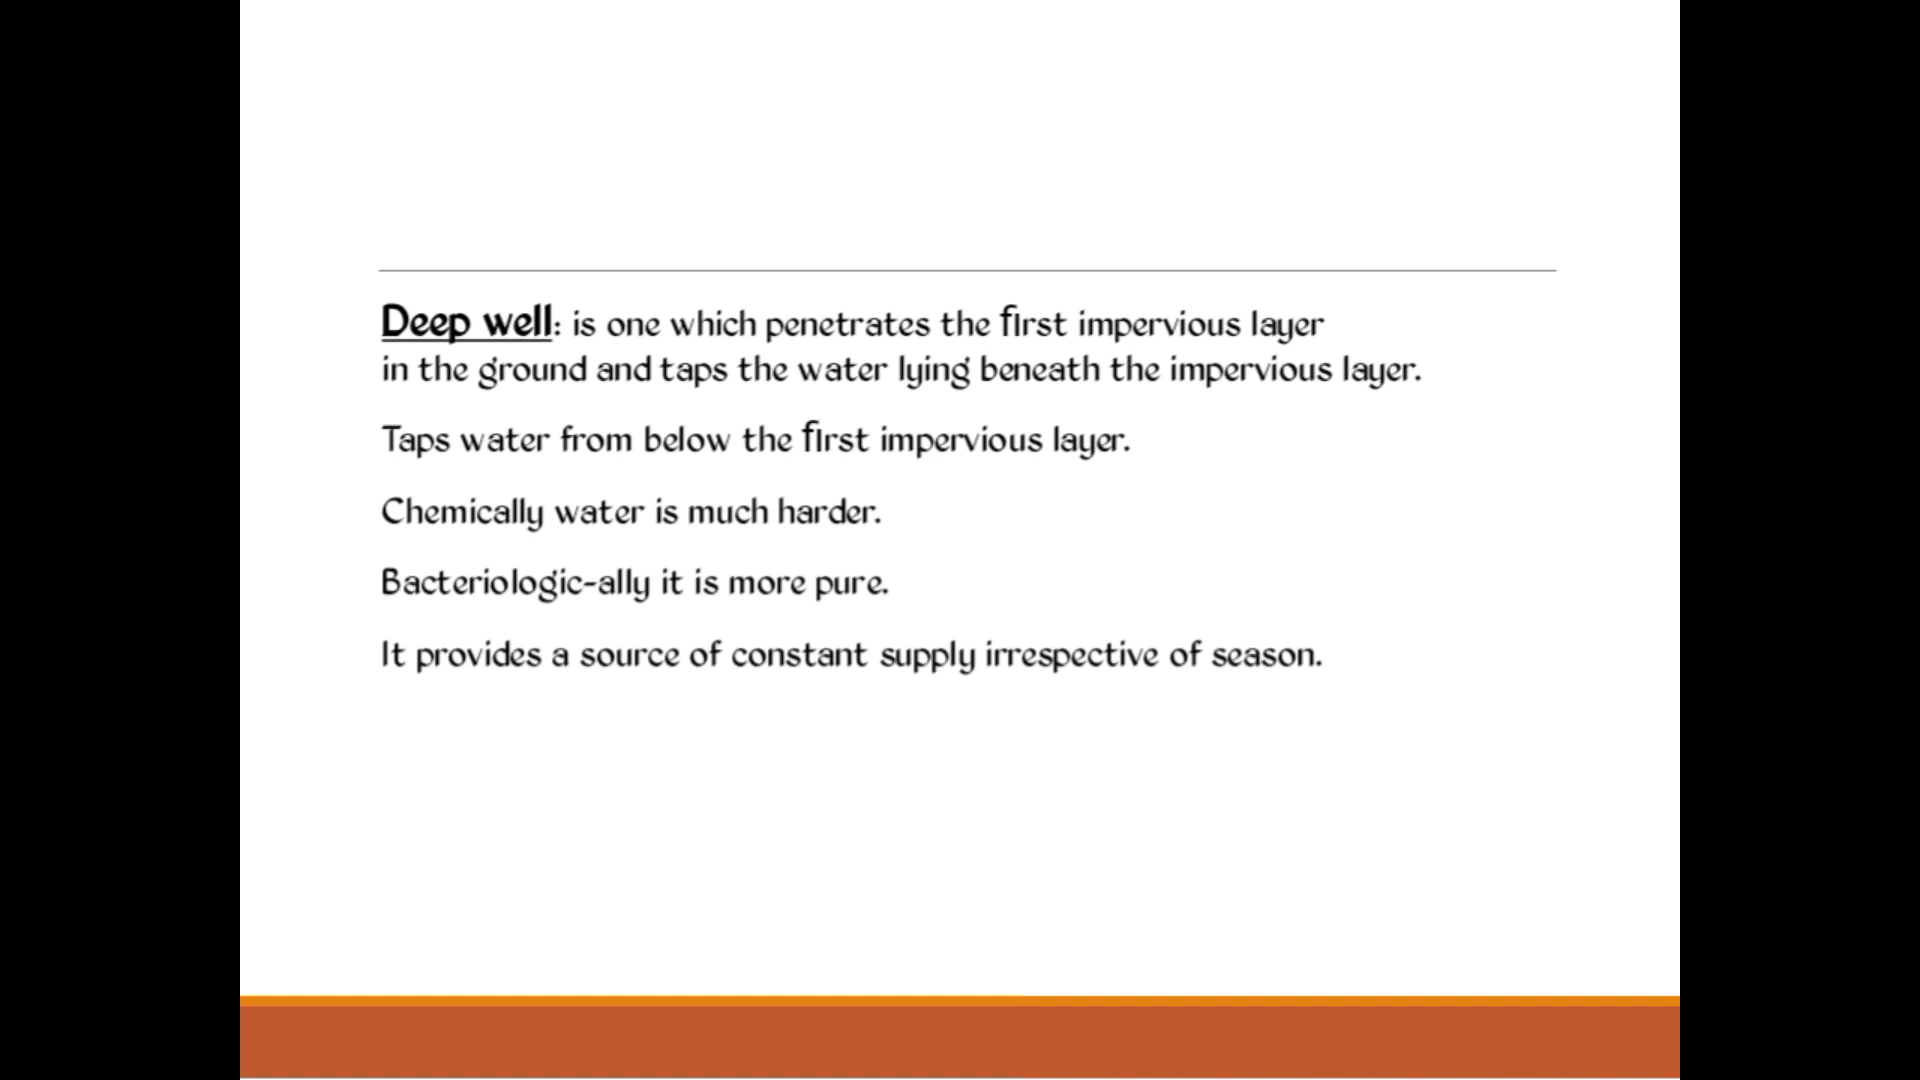 Deep well: is one which penetrates the first impervious layer
in the ground and taps the water lying beneath the impervious layer.
Taps water from below the first impervious layer.
Chemically water is much harder.
Bacteriologic-ally it is more pure.
It provides a source of constant supply irrespective of season.